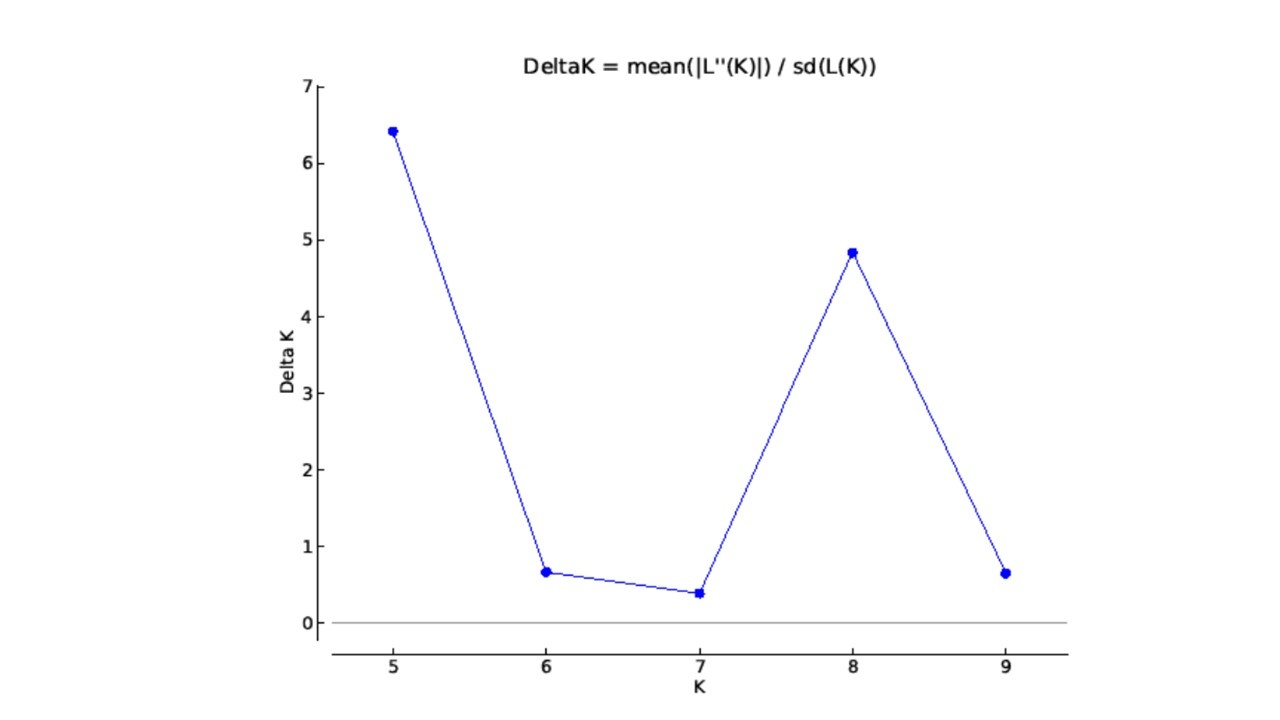 DeltaK = mean(|L''(K)|) / sd(L(K))
7
6
5
4
3
2
1
0
Delta K
5 6 7 8 9
K